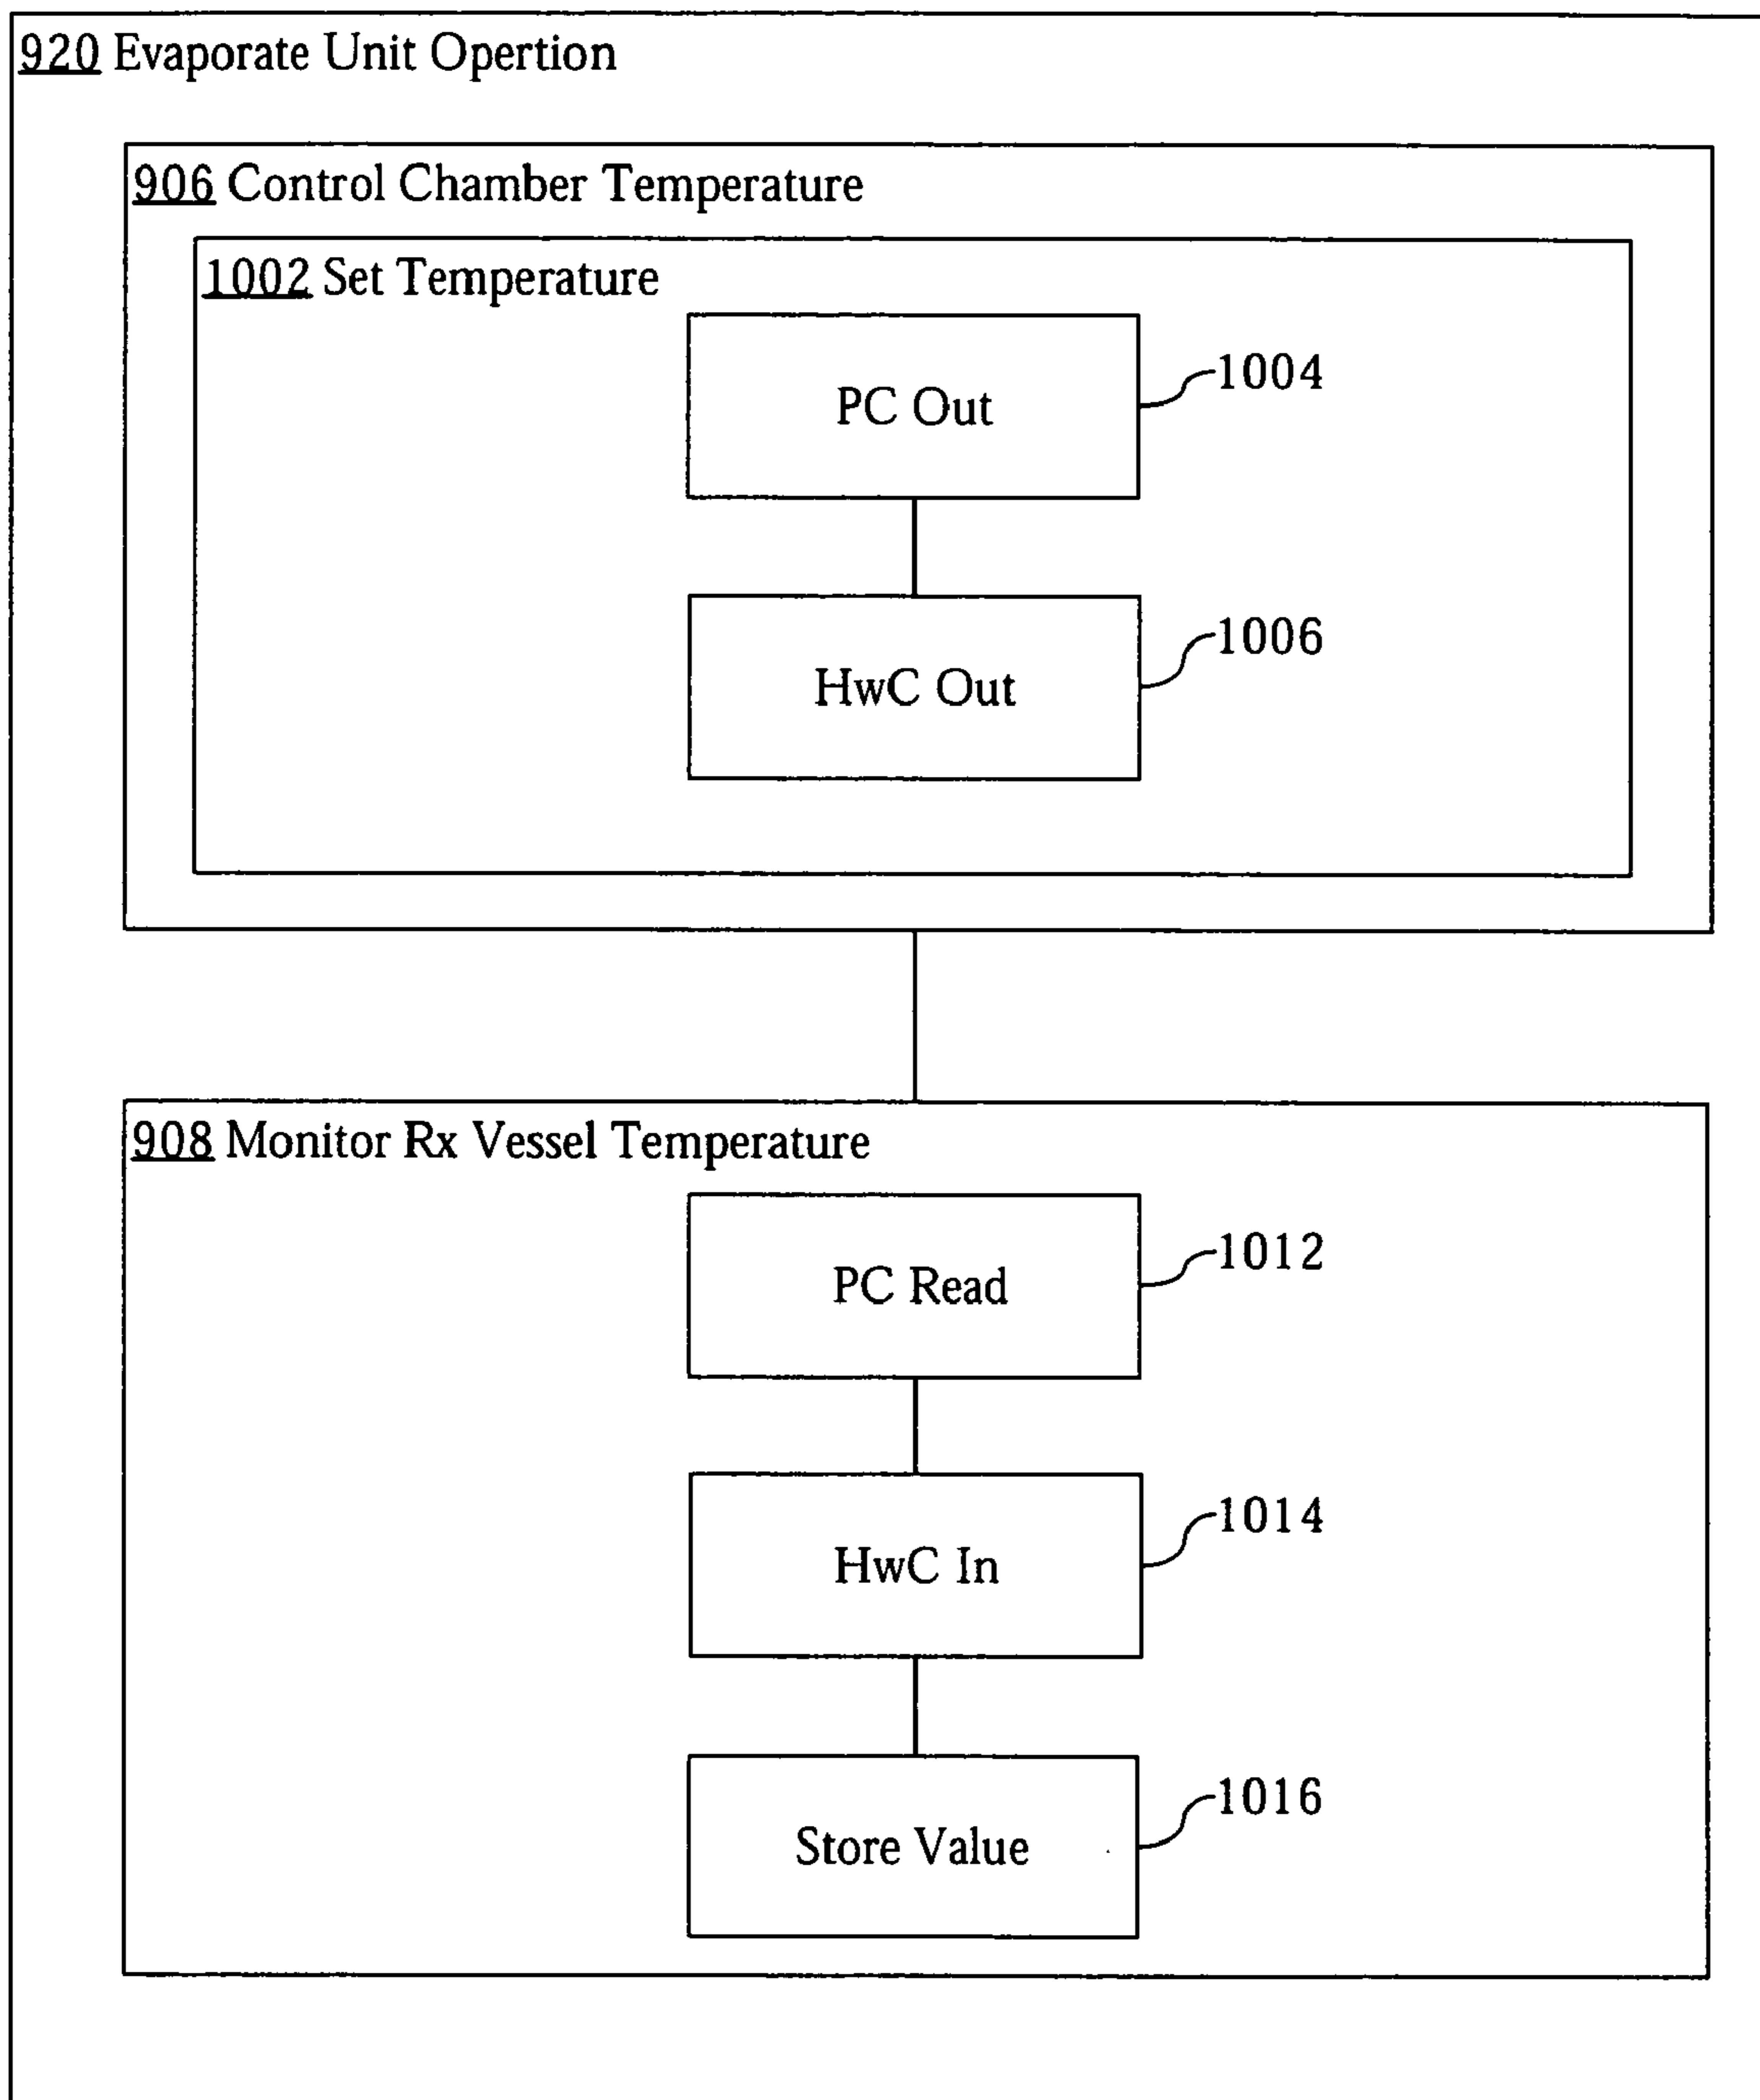 920 Evaporate Unit Opertion
906 Control Chamber Temperature
1002 Set Temperature
PC Out
1004
HwC Out
1006
908 Monitor Rx Vessel Temperature
PC Read
1012
HwC In
1014
Store Value
1016